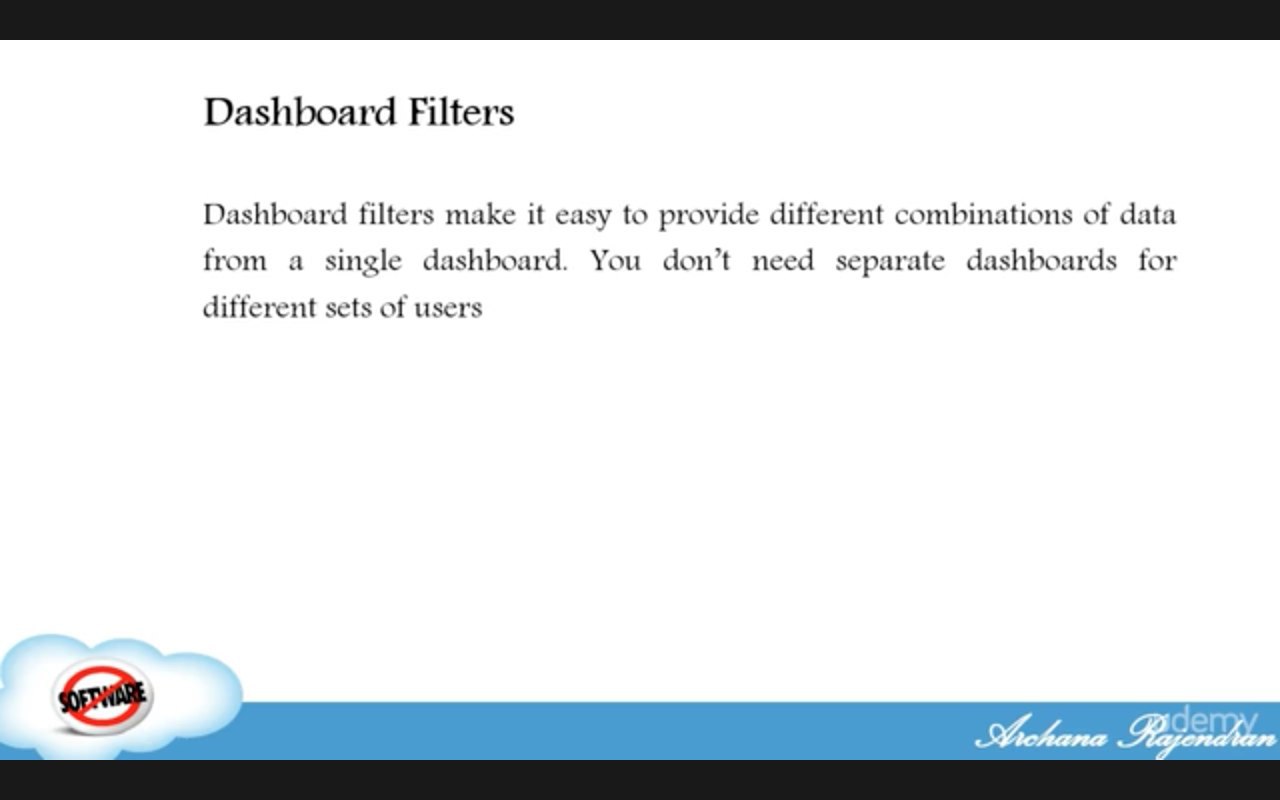 Dashboard Filters
Dashboard filters make it easy to provide different combinations of data
from a single dashboard. You don’t need separate dashboards for
different sets of users
SOFTWARE
Archana Rajendran
udemy